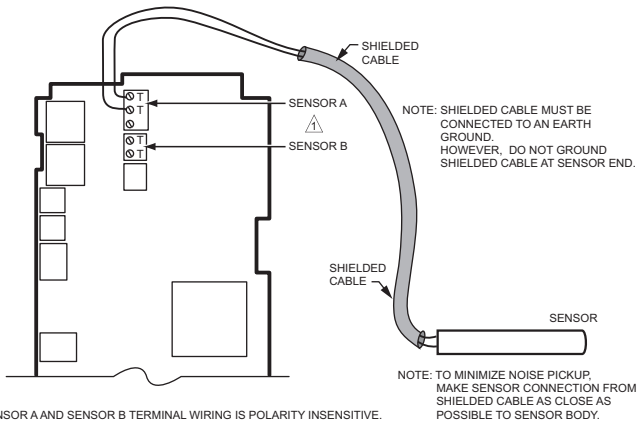 SHIELDED
CABLE
T
T
SENSOR A
1
T
T
SENSOR B
NOTE: SHIELDED CABLE MUST BE
CONNECTED TO AN EARTH
GROUND.
HOWEVER, DO NOT GROUND
SHIELDED CABLE AT SENSOR END.
SHIELDED
CABLE
SENSOR
NOTE: TO MINIMIZE NOISE PICKUP,
MAKE SENSOR CONNECTION FROM
SHIELDED CABLE AS CLOSE AS
POSSIBLE TO SENSOR BODY.
NSOR A AND SENSOR B TERMINAL WIRING IS POLARITY INSENSITIVE.